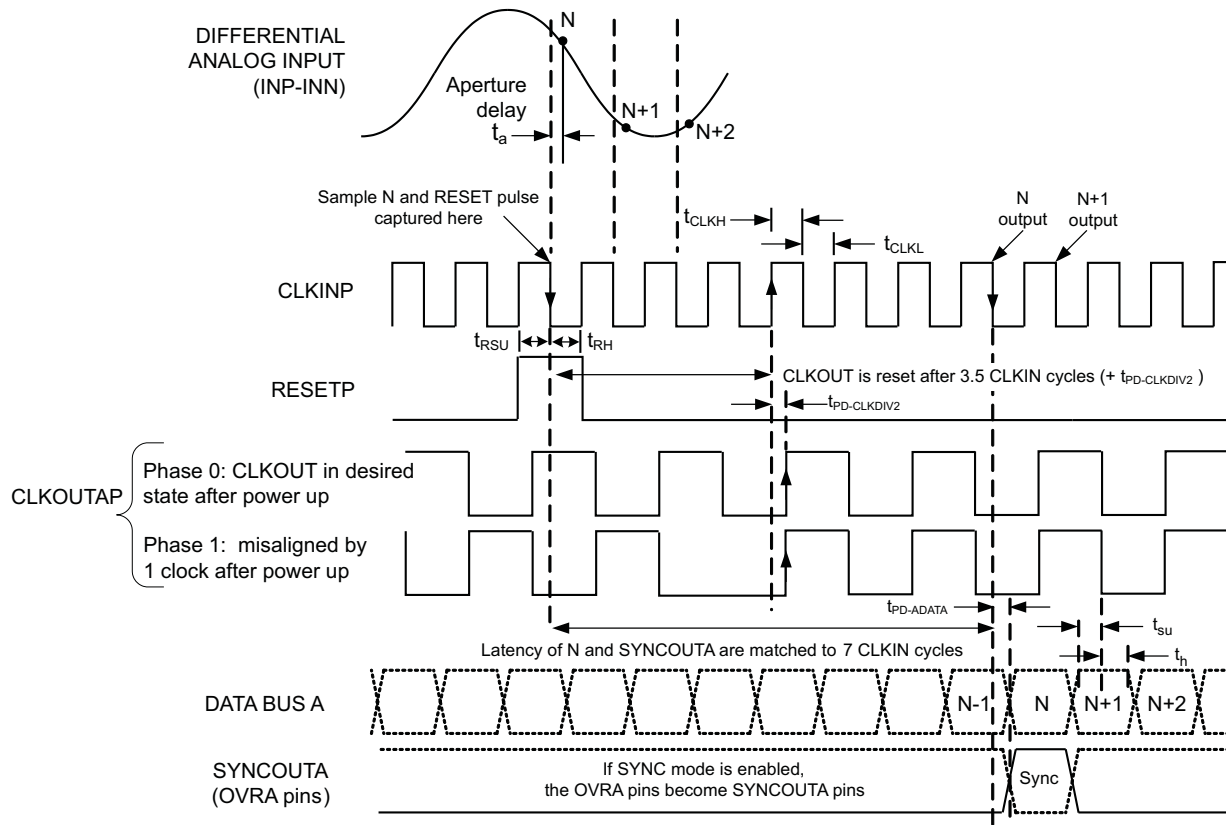 DIFFERENTIAL
ANALOG INPUT
(INP-INN)
N
Aperture
delay
ta
N+1
N+2
Sample N and RESET pulse
captured here
tCLKH
tCLKL
N
output
N+1
output
CLKINP
tRSU
tRH
RESETP
CLKOUT is reset after 3.5 CLKIN cycles (+ tPD-CLKDIV2 )
tPD-CLKDIV2
CLKOUTAP
Phase 0: CLKOUT in desired
state after power up
Phase 1: misaligned by
1 clock after power up
tPD-ADATA
tsu
th
Latency of N and SYNCOUTA are matched to 7 CLKIN cycles
DATA BUS A
N-1
N
N+1
N+2
SYNCOUTA
(OVRA pins)
If SYNC mode is enabled,
the OVRA pins become SYNCOUTA pins
Sync